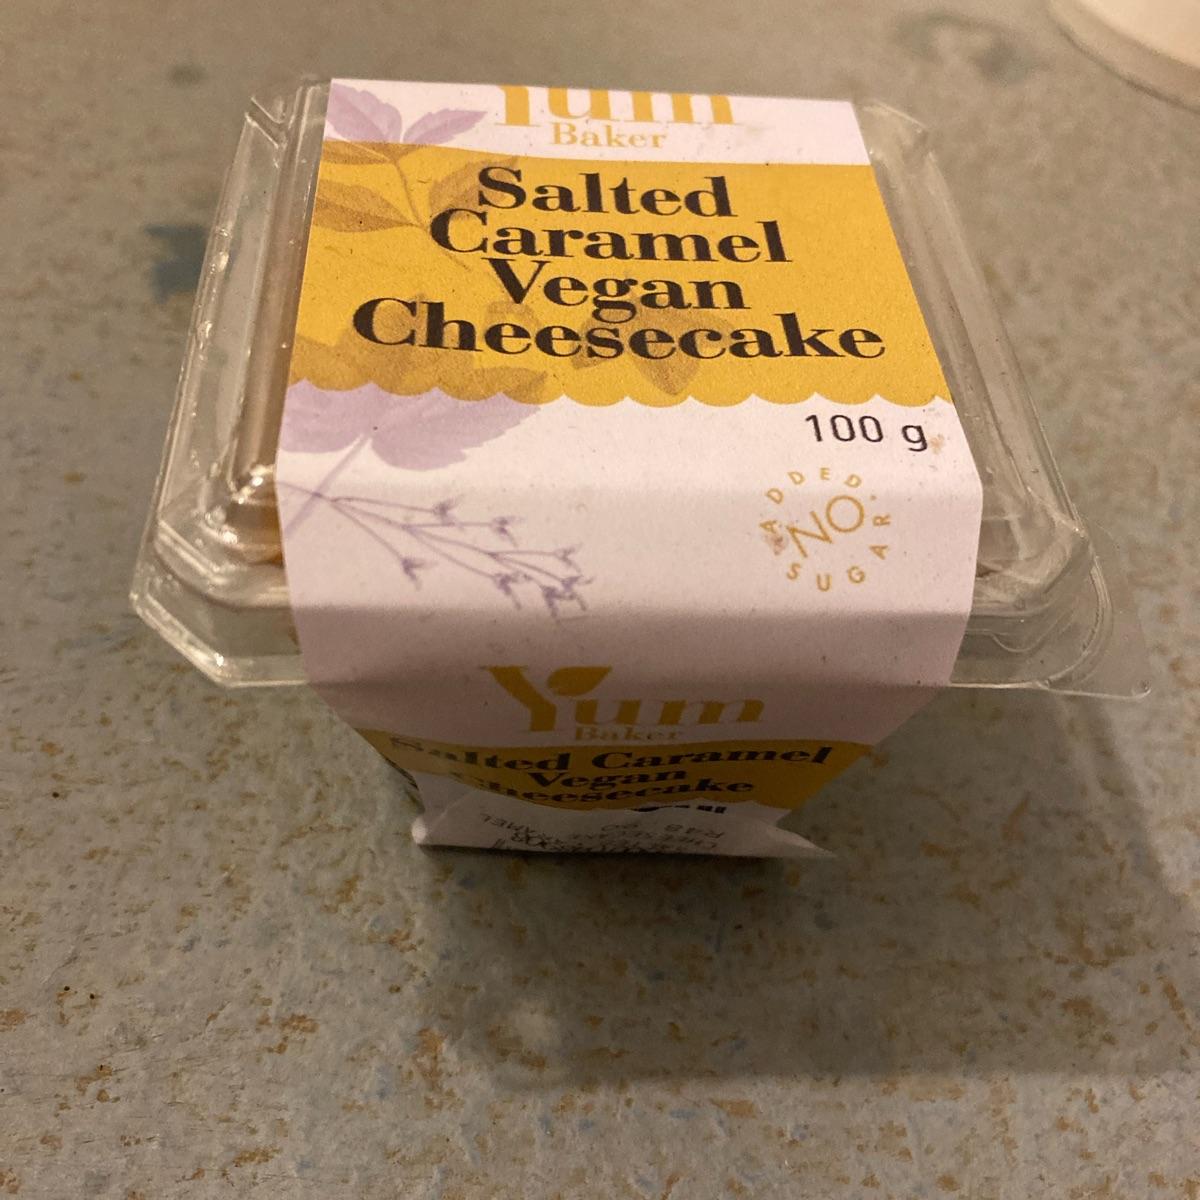 Yum
Baker
Salted
Caramel
Vegan
Cheesecake
100 g
NO
ADDED
SUGAR
Yum
Baker
Salted Caramel
Vegan
Cheesecake